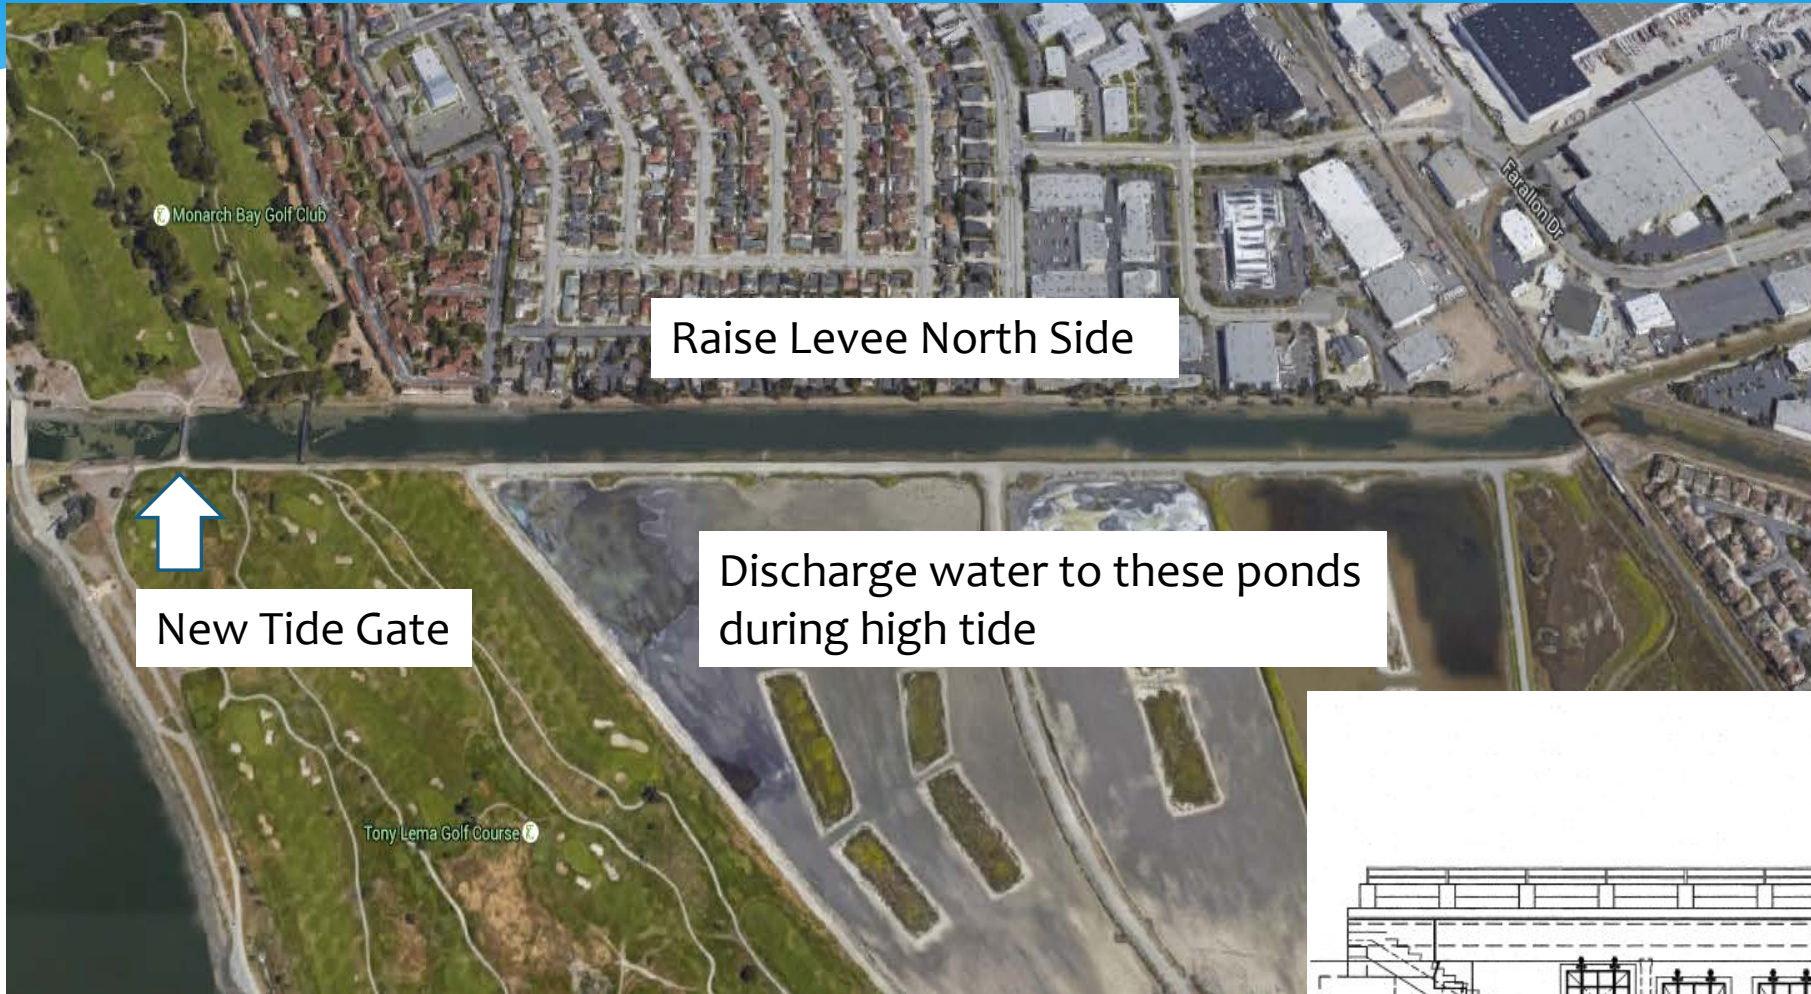 Farallon Dr
Monarch Bay Golf Club
Raise Levee North Side
Discharge water to these ponds
during high tide
New Tide Gate
Tony Lema Golf Course